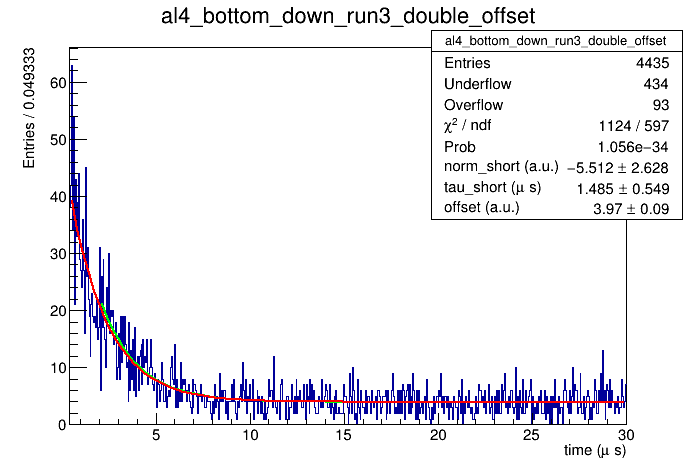 al4_bottom_down_run3_double_offset
al4_bottom_down_run3_double_offset
Entries 4435
Underflow 434
Overflow 93
χ² / ndf 1124 / 597
Prob 1.056e−34
norm_short (a.u.) −5.512 ± 2.628
tau_short (μ s) 1.485 ± 0.549
offset (a.u.) 3.97 ± 0.09
Entries / 0.049333
60
50
40
30
20
10
0
5 10 15 20 25 30
time (μ s)